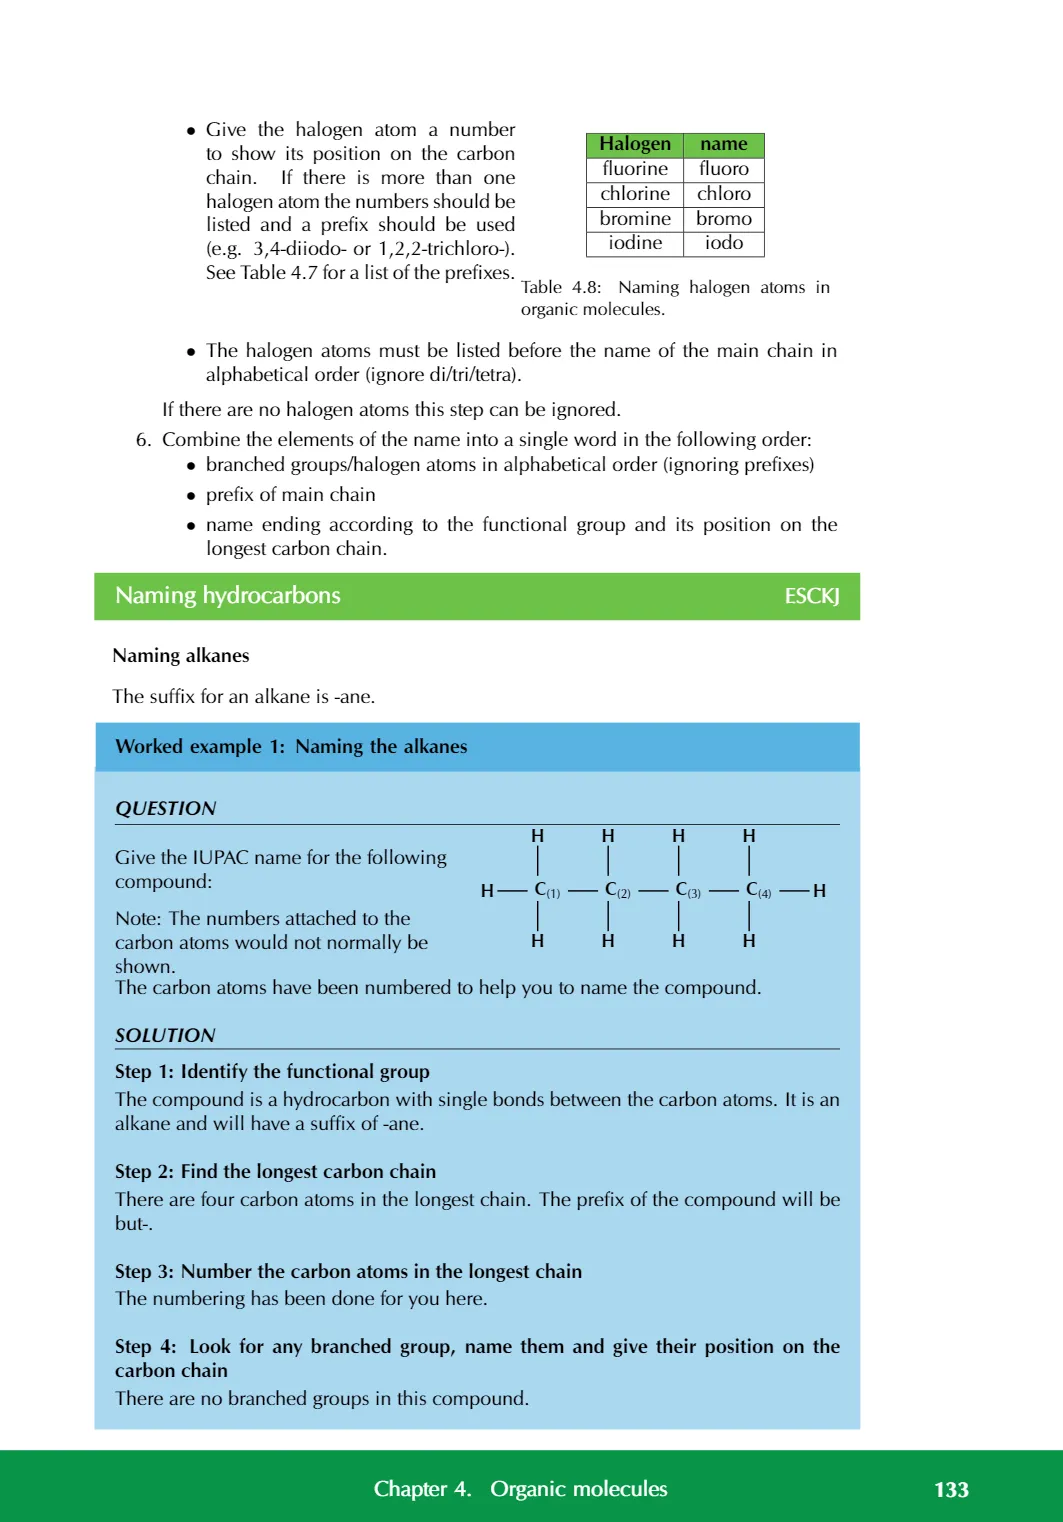 • Give the halogen atom a number
to show its position on the carbon
chain. If there is more than one
halogen atom the numbers should be
listed and a prefix should be used
(e.g. 3,4-diiodo- or 1,2,2-trichloro-).
See Table 4.7 for a list of the prefixes.
Halogen name
fluorine fluoro
chlorine chloro
bromine bromo
iodine iodo
Table 4.8: Naming halogen atoms in
organic molecules.
• The halogen atoms must be listed before the name of the main chain in
alphabetical order (ignore di/tri/tetra).
If there are no halogen atoms this step can be ignored.
6. Combine the elements of the name into a single word in the following order:
• branched groups/halogen atoms in alphabetical order (ignoring prefixes)
• prefix of main chain
• name ending according to the functional group and its position on the
longest carbon chain.
Naming hydrocarbons ESCKJ
Naming alkanes
The suffix for an alkane is -ane.
Worked example 1: Naming the alkanes
QUESTION
Give the IUPAC name for the following
compound:
Note: The numbers attached to the
carbon atoms would not normally be
shown.
H H H H
H C(1) C(2) C(3) C(4) H
H H H H
The carbon atoms have been numbered to help you to name the compound.
SOLUTION
Step 1: Identify the functional group
The compound is a hydrocarbon with single bonds between the carbon atoms. It is an
alkane and will have a suffix of -ane.
Step 2: Find the longest carbon chain
There are four carbon atoms in the longest chain. The prefix of the compound will be
but-.
Step 3: Number the carbon atoms in the longest chain
The numbering has been done for you here.
Step 4: Look for any branched group, name them and give their position on the
carbon chain
There are no branched groups in this compound.
Chapter 4. Organic molecules 133